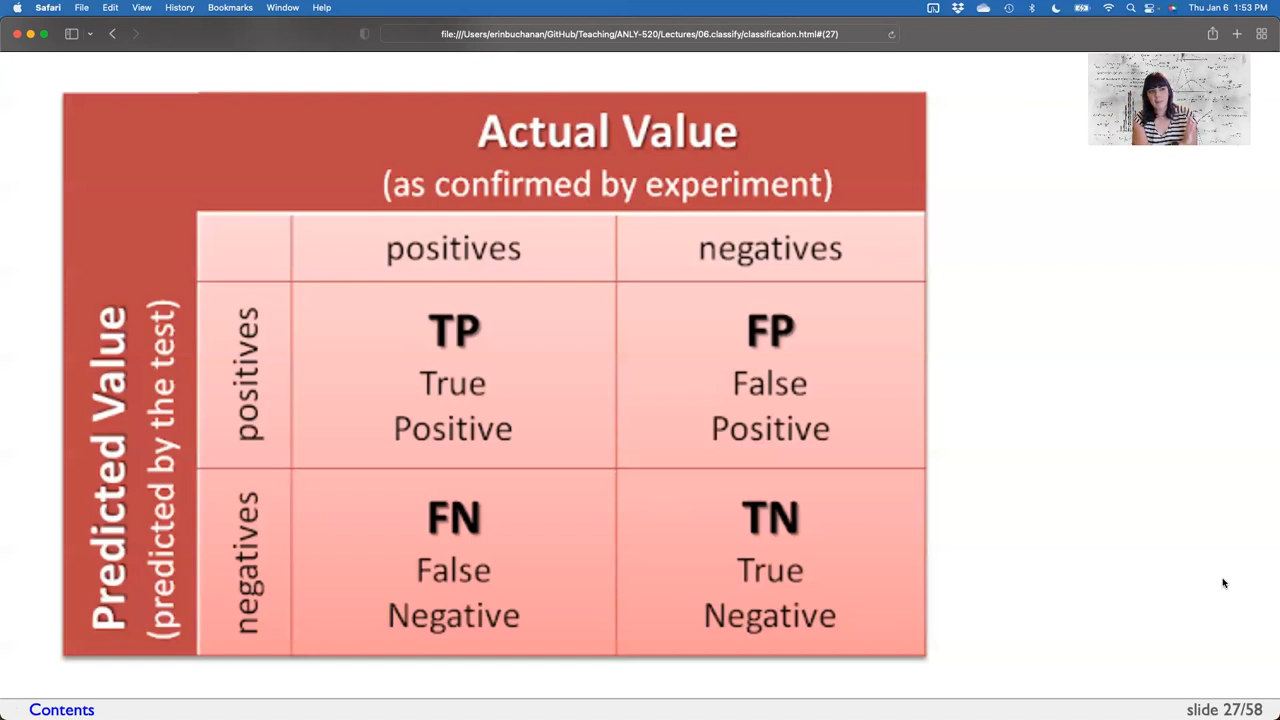 Safari File Edit View History Bookmarks Window Help Thu Jan 6 1:53 PM
file:///Users/erinbuchanan/GitHub/Teaching/ANLY-520/Lectures/06.classify/classification.html#(27)
Actual Value
(as confirmed by experiment)
positives negatives
Predicted Value
(predicted by the test)
positives
TP
True
Positive
FP
False
Positive
negatives
FN
False
Negative
TN
True
Negative
Contents slide 27/58